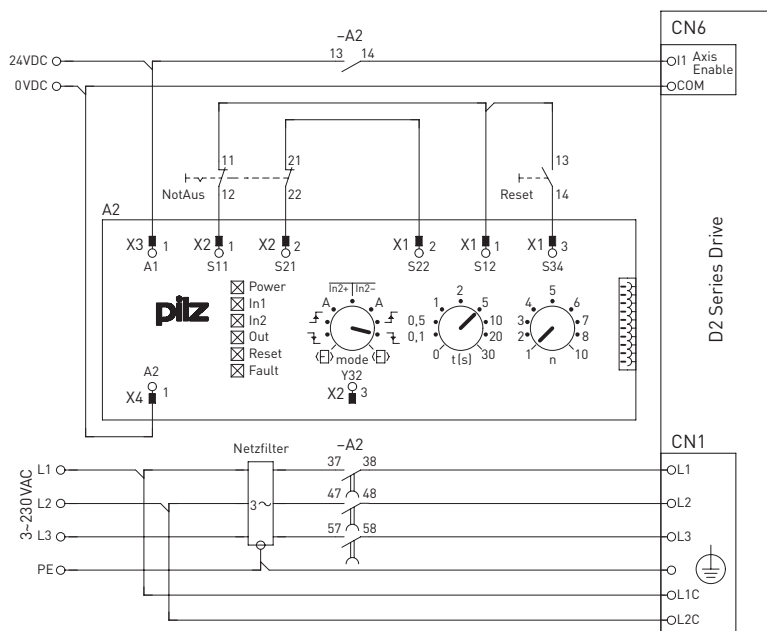 CN6
–A2
24VDC
13 14
I1 Axis Enable
0VDC
COM
11
21
13
12
22
14
NotAus
Reset
A2
X3 1
X2 1
X2 2
X1 2
X1 1
X1 3
A1
S11
S21
S22
S12
S34
D2 Series Drive
pilz
Power
In1
In2
Out
Reset
Fault
In2+ In2–
A A
mode
Y32
X2 3
0 0,1 0,5 1 2 5 10 20 30
t(s)
1 2 3 4 5 6 7 8 10
n
A2
X4 1
CN1
Netzfilter
–A2
3~230VAC
L1
37 38
L1
L2
3~
47 48
L2
L3
57 58
L3
PE
L1C
L2C